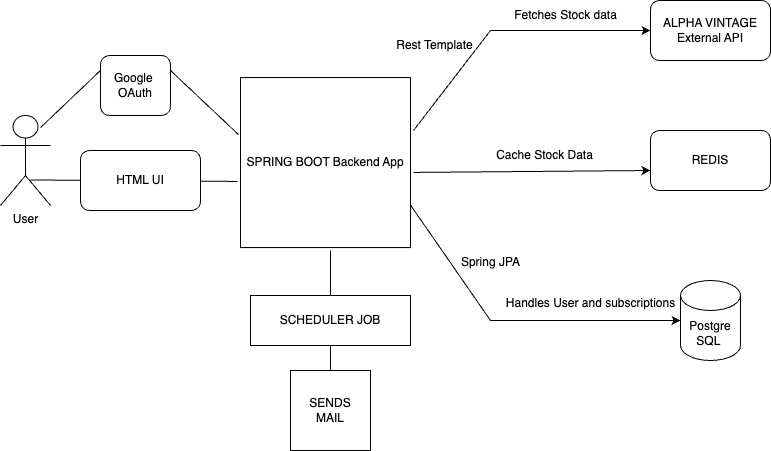 Fetches Stock data
ALPHA VINTAGE
External API
Rest Template
Google
OAuth
SPRING BOOT Backend App
Cache Stock Data
REDIS
HTML UI
User
Spring JPA
Handles User and subscriptions
Postgre
SQL
SCHEDULER JOB
SENDS
MAIL